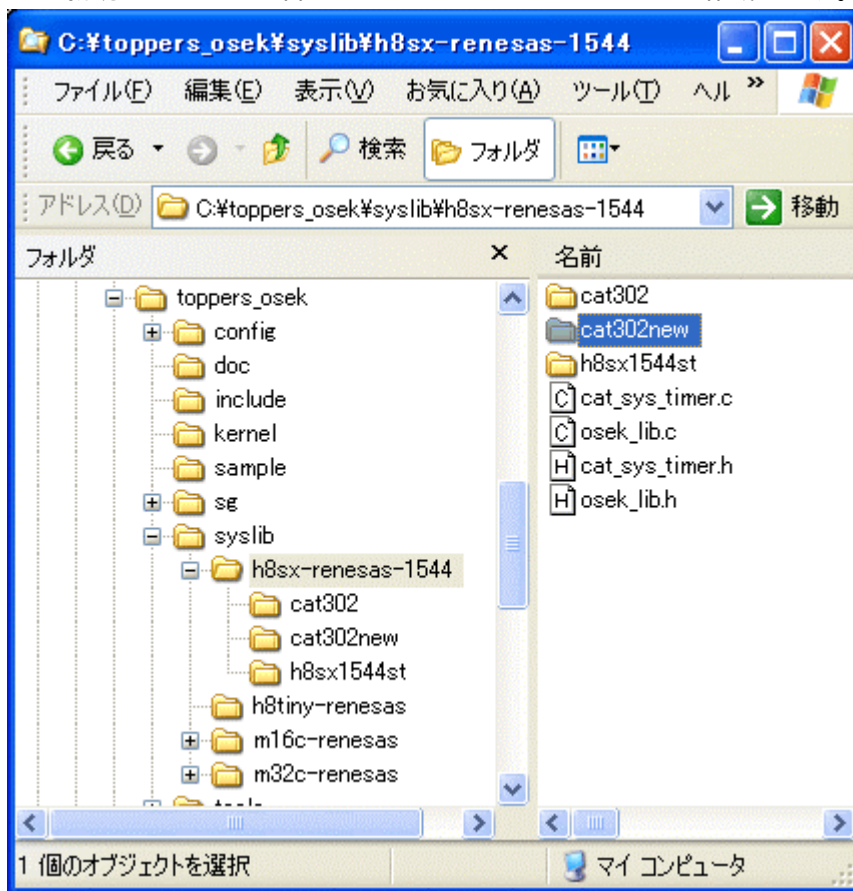 C:¥toppers_osek¥syslib¥h8sx-renesas-1544
ファイル(F) 編集(E) 表示(V) お気に入り(A) ツール(T) ヘル »
戻る 検索 フォルダ
アドレス(D) C:¥toppers_osek¥syslib¥h8sx-renesas-1544 移動
フォルダ × 名前
toppers_osek
config
doc
include
kernel
sample
sg
syslib
h8sx-renesas-1544
cat302
cat302new
h8sx1544st
h8tiny-renesas
m16c-renesas
m32c-renesas
cat302
cat302new
h8sx1544st
C cat_sys_timer.c
C osek_lib.c
H cat_sys_timer.h
H osek_lib.h
1 個のオブジェクトを選択 マイ コンピュータ